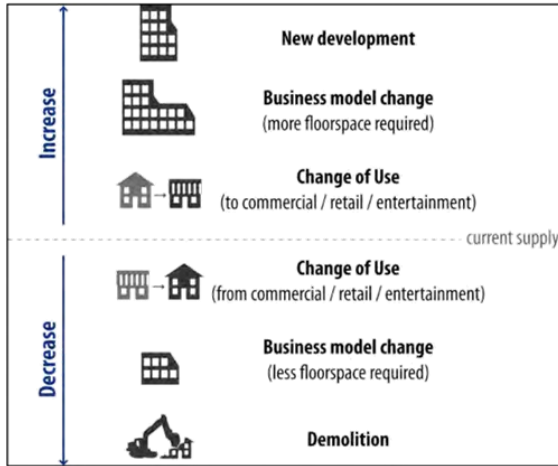 Increase
New development
Business model change
(more floorspace required)
Change of Use
(to commercial / retail / entertainment)
current supply
Decrease
Change of Use
(from commercial / retail / entertainment)
Business model change
(less floorspace required)
Demolition